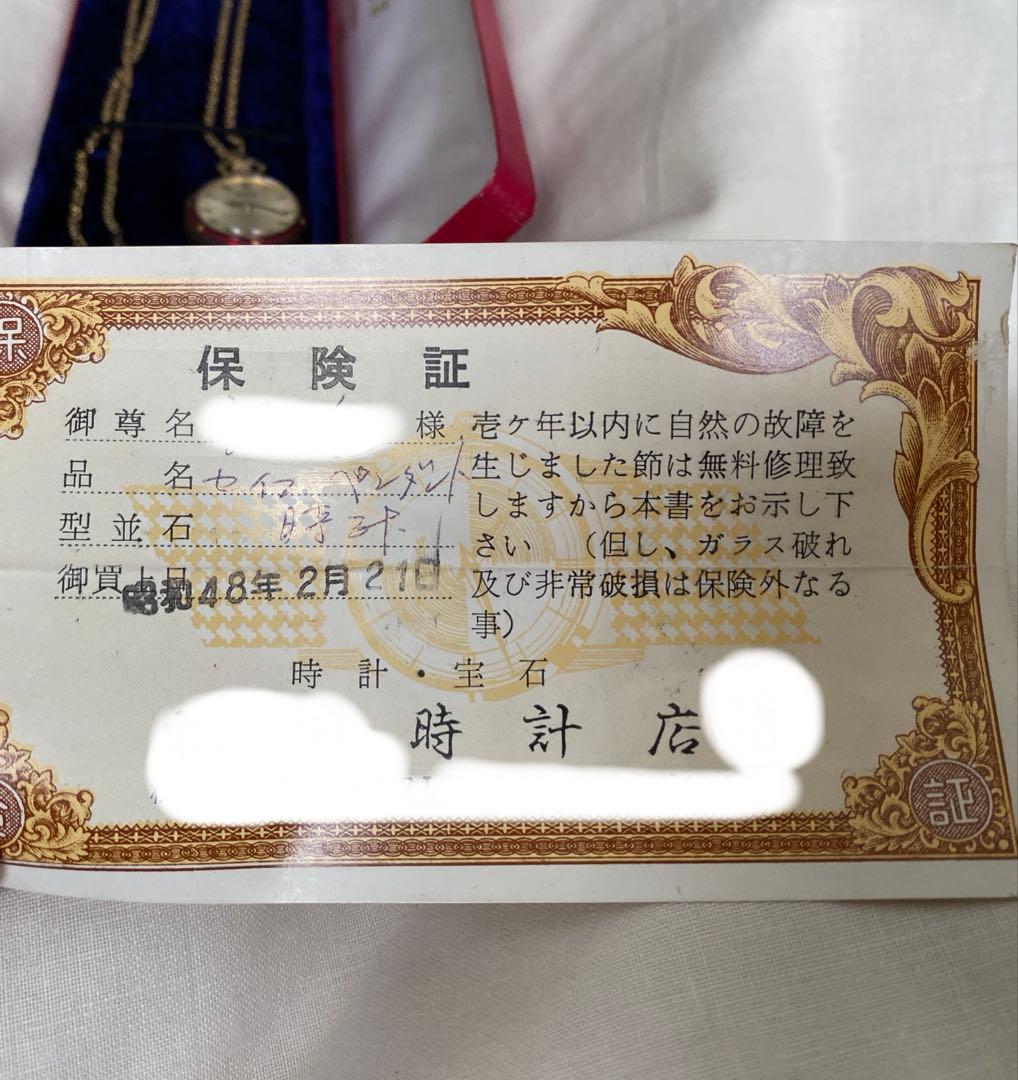 保険証
御尊名 様
品名 セイコー ペンダント
型並石 時計
御買上日 昭和48年2月21日
壱ヶ年以内に自然の故障を
生じました節は無料修理致
しますから本書をお示し下
さい (但し、ガラス破れ
及び非常破損は保険外なる
事)
時計・宝石
時計店
保
証